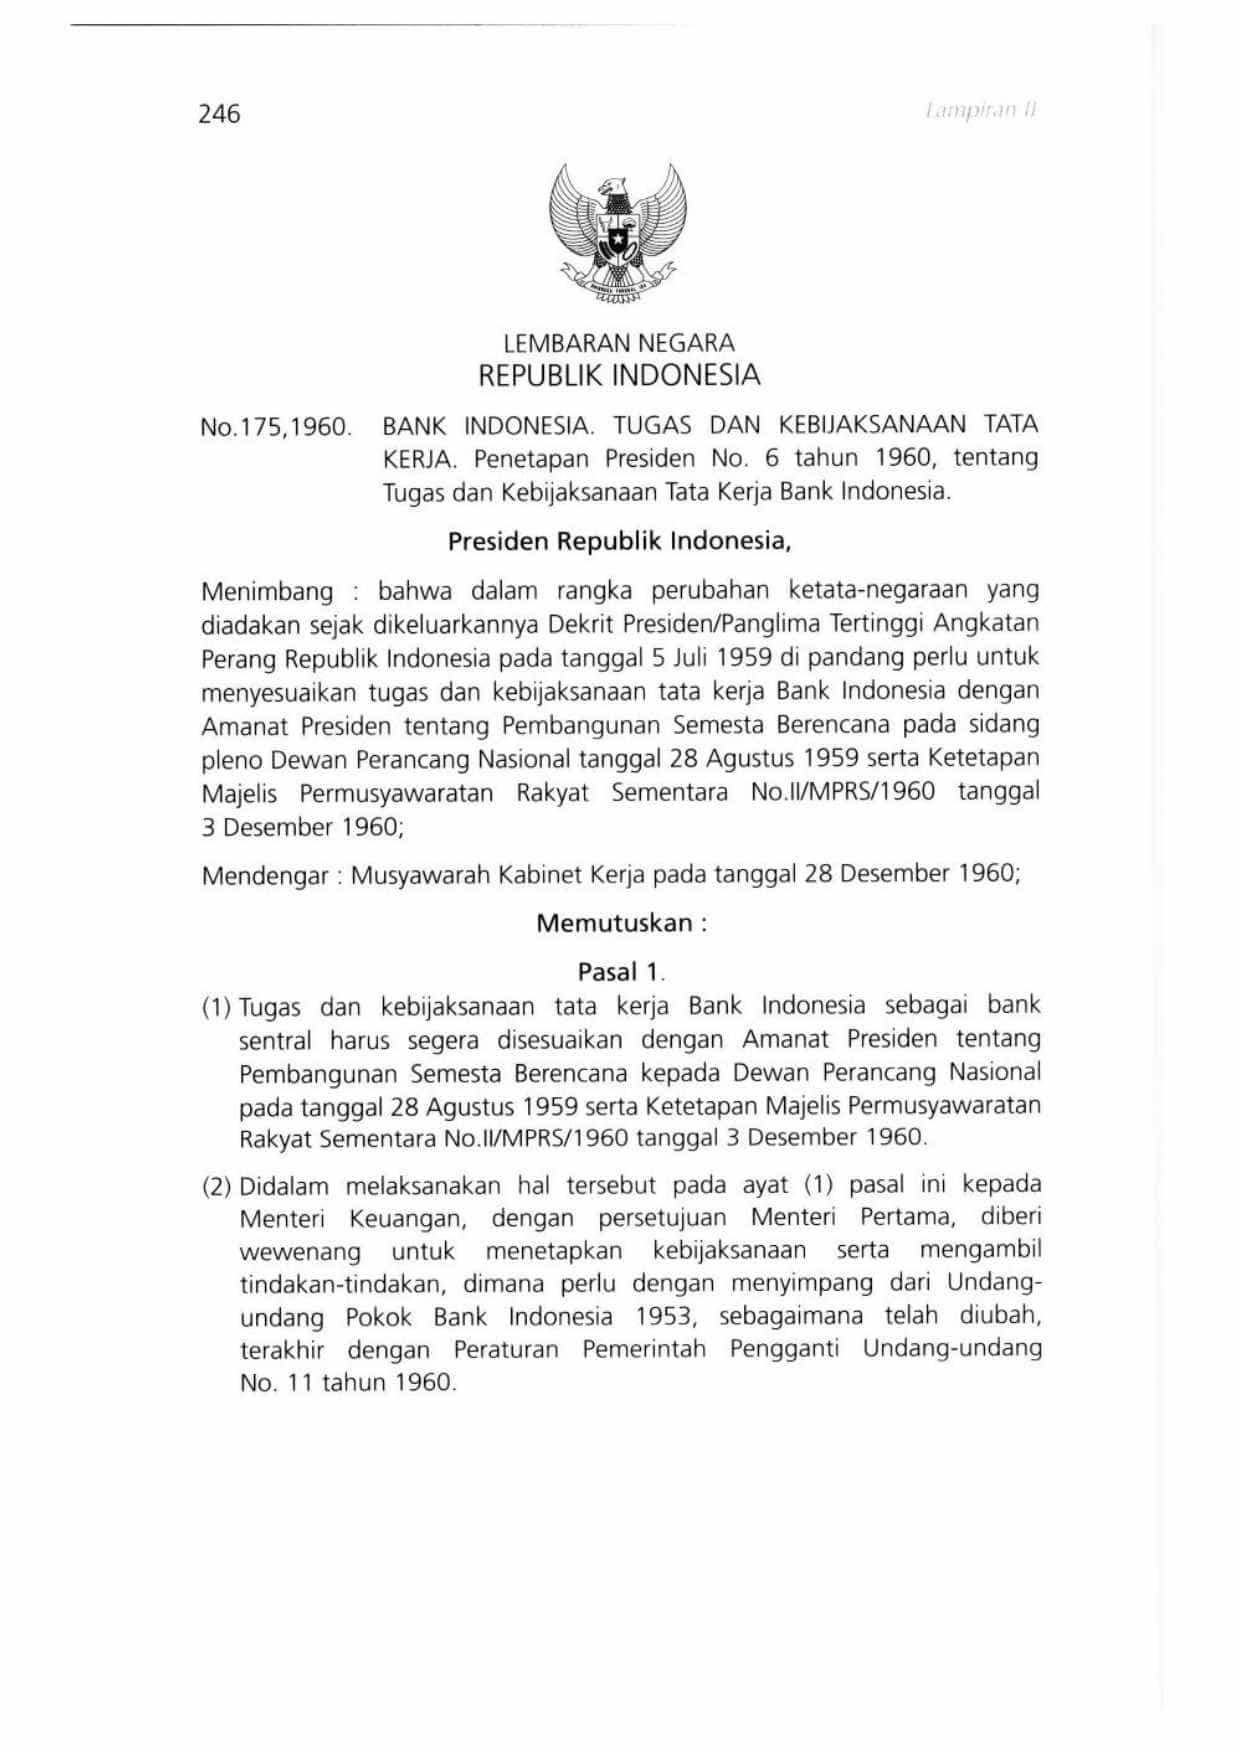 246
Lampiran II
LEMBARAN NEGARA
REPUBLIK INDONESIA
No.175,1960. BANK INDONESIA. TUGAS DAN KEBIJAKSANAAN TATA
KERJA. Penetapan Presiden No. 6 tahun 1960, tentang
Tugas dan Kebijaksanaan Tata Kerja Bank Indonesia.
Presiden Republik Indonesia,
Menimbang : bahwa dalam rangka perubahan ketata-negaraan yang
diadakan sejak dikeluarkannya Dekrit Presiden/Panglima Tertinggi Angkatan
Perang Republik Indonesia pada tanggal 5 Juli 1959 di pandang perlu untuk
menyesuaikan tugas dan kebijaksanaan tata kerja Bank Indonesia dengan
Amanat Presiden tentang Pembangunan Semesta Berencana pada sidang
pleno Dewan Perancang Nasional tanggal 28 Agustus 1959 serta Ketetapan
Majelis Permusyawaratan Rakyat Sementara No.II/MPRS/1960 tanggal
3 Desember 1960;
Mendengar : Musyawarah Kabinet Kerja pada tanggal 28 Desember 1960;
Memutuskan :
Pasal 1.
(1) Tugas dan kebijaksanaan tata kerja Bank Indonesia sebagai bank
sentral harus segera disesuaikan dengan Amanat Presiden tentang
Pembangunan Semesta Berencana kepada Dewan Perancang Nasional
pada tanggal 28 Agustus 1959 serta Ketetapan Majelis Permusyawaratan
Rakyat Sementara No.II/MPRS/1960 tanggal 3 Desember 1960.
(2) Didalam melaksanakan hal tersebut pada ayat (1) pasal ini kepada
Menteri Keuangan, dengan persetujuan Menteri Pertama, diberi
wewenang untuk menetapkan kebijaksanaan serta mengambil
tindakan-tindakan, dimana perlu dengan menyimpang dari Undang-
undang Pokok Bank Indonesia 1953, sebagaimana telah diubah,
terakhir dengan Peraturan Pemerintah Pengganti Undang-undang
No. 11 tahun 1960.